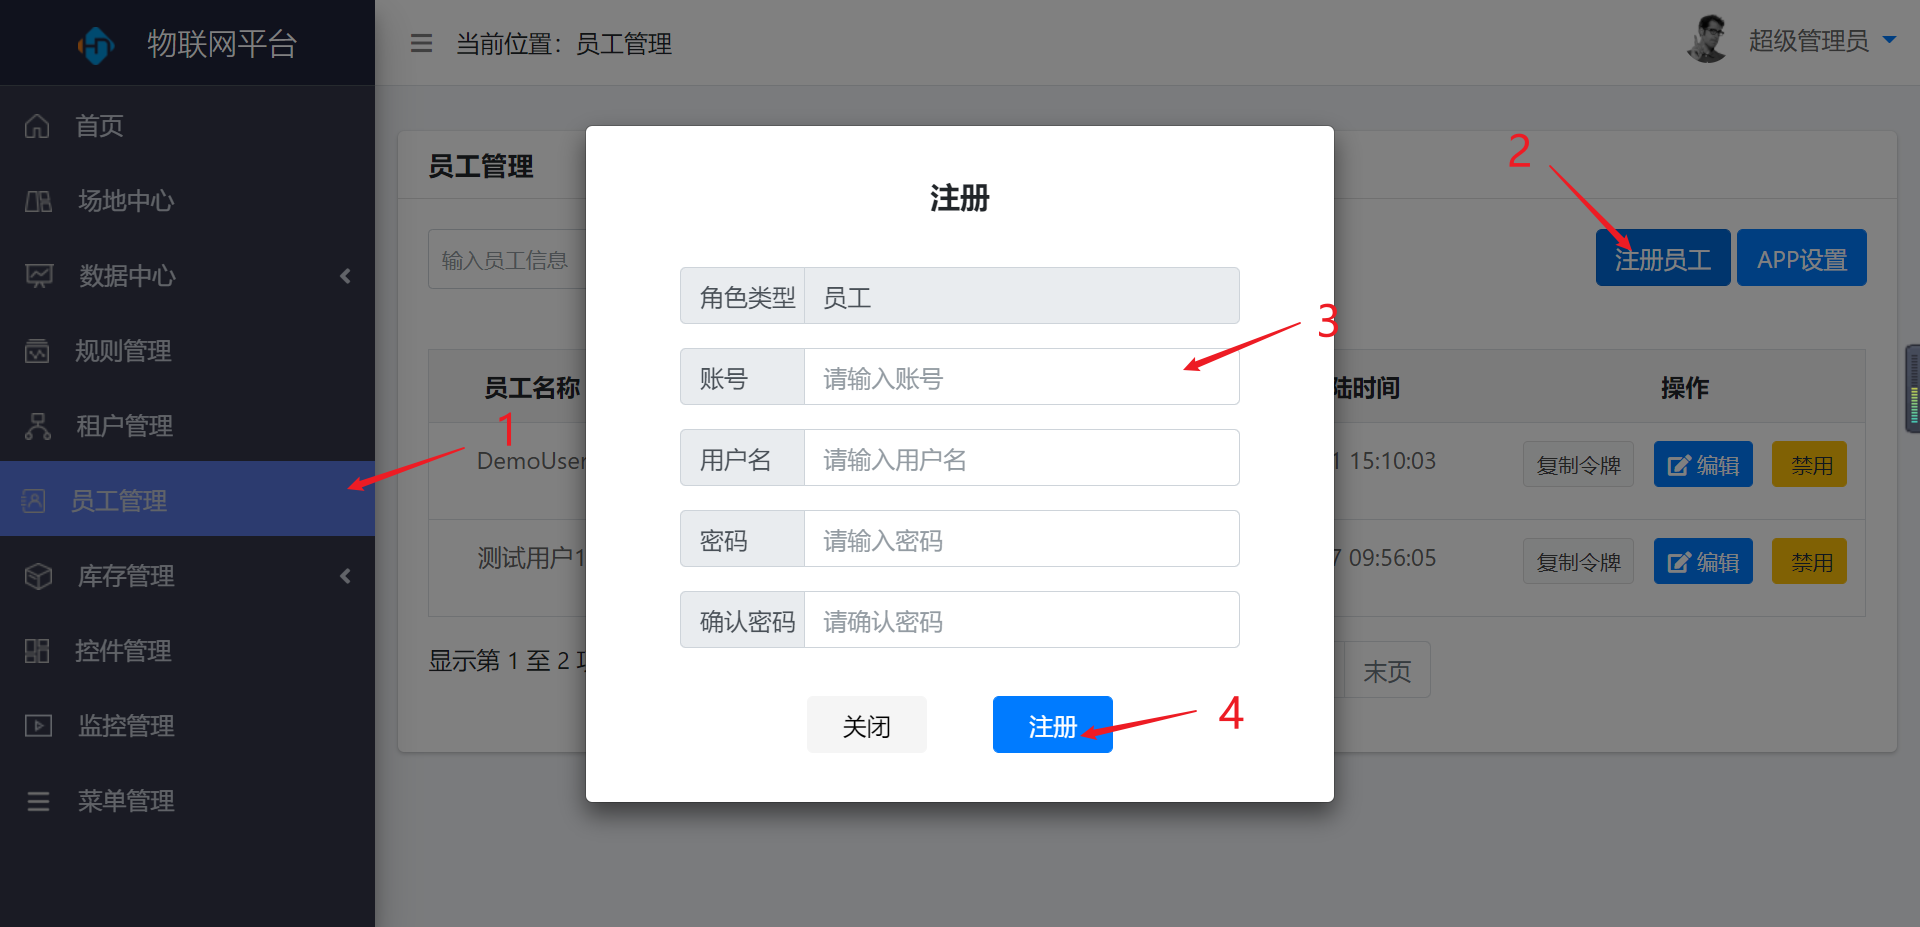 物联网平台
当前位置：员工管理
超级管理员
首页
场地中心
数据中心
规则管理
租户管理
员工管理
库存管理
控件管理
监控管理
菜单管理
员工管理
输入员工信息
注册员工
APP设置
员工名称
陆时间
操作
DemoUser
1 15:10:03
复制令牌
编辑
禁用
测试用户1
7 09:56:05
复制令牌
编辑
禁用
显示第 1 至 2
末页
注册
角色类型
员工
账号
请输入账号
用户名
请输入用户名
密码
请输入密码
确认密码
请确认密码
关闭
注册
1
2
3
4